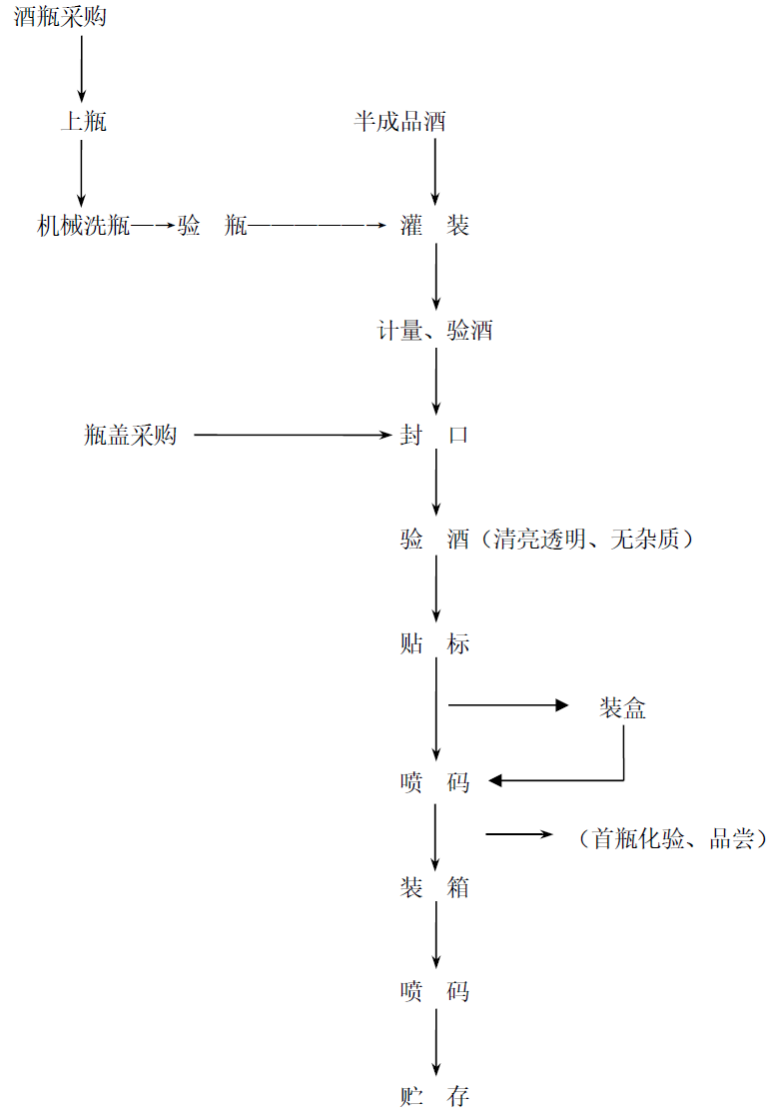 酒瓶采购
上瓶
半成品酒
机械洗瓶
验 瓶
灌 装
计量、验酒
瓶盖采购
封 口
验 酒（清亮透明、无杂质）
贴 标
装盒
喷 码
（首瓶化验、品尝）
装 箱
喷 码
贮 存